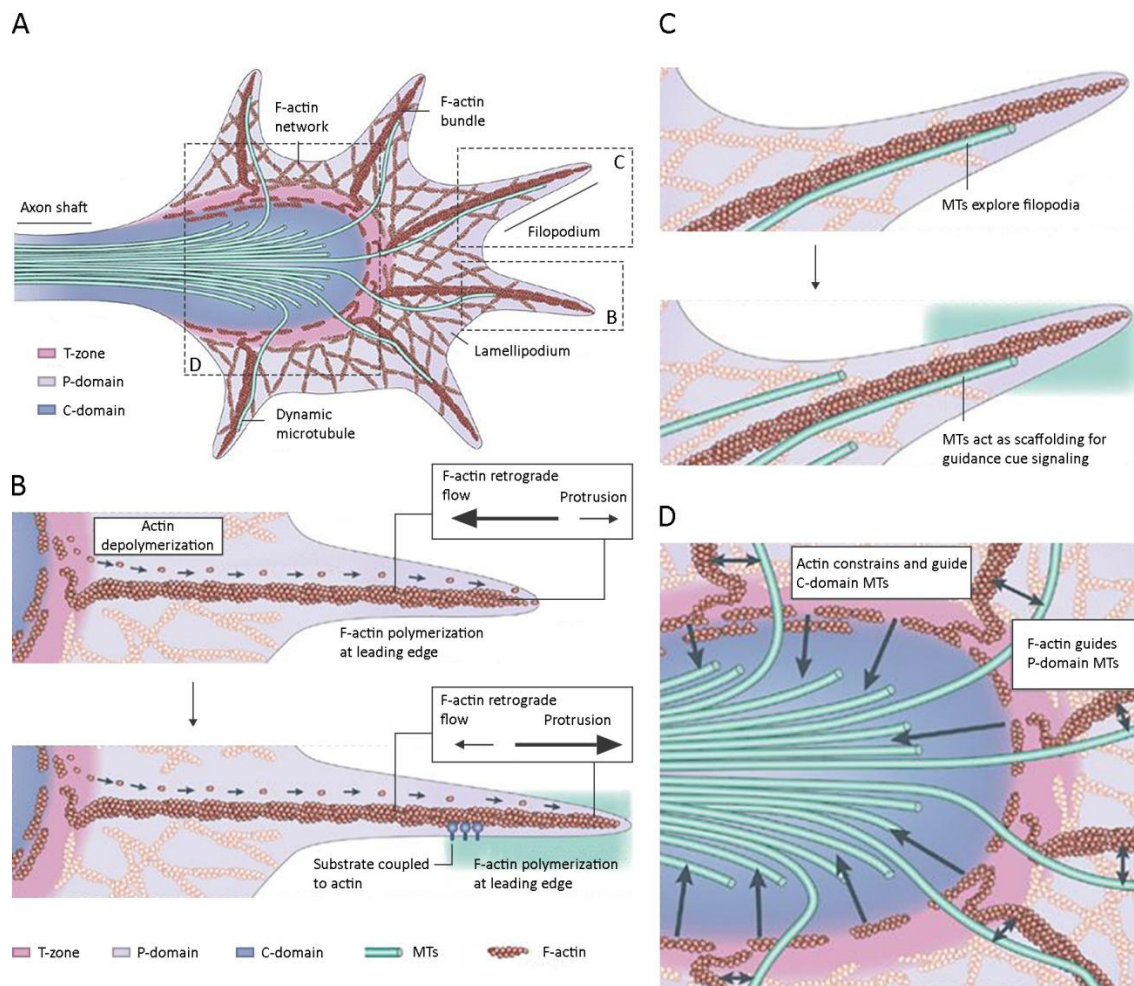 A
F-actin
network
F-actin
bundle
C
Axon shaft
Filopodium
B
Lamellipodium
D
T-zone
P-domain
C-domain
Dynamic
microtubule
B
Actin
depolymerization
F-actin retrograde
flow
Protrusion
F-actin polymerization
at leading edge
F-actin retrograde
flow
Protrusion
Substrate coupled
to actin
F-actin polymerization
at leading edge
T-zone
P-domain
C-domain
MTs
F-actin
C
MTs explore filopodia
MTs act as scaffolding for
guidance cue signaling
D
Actin constrains and guide
C-domain MTs
F-actin guides
P-domain MTs